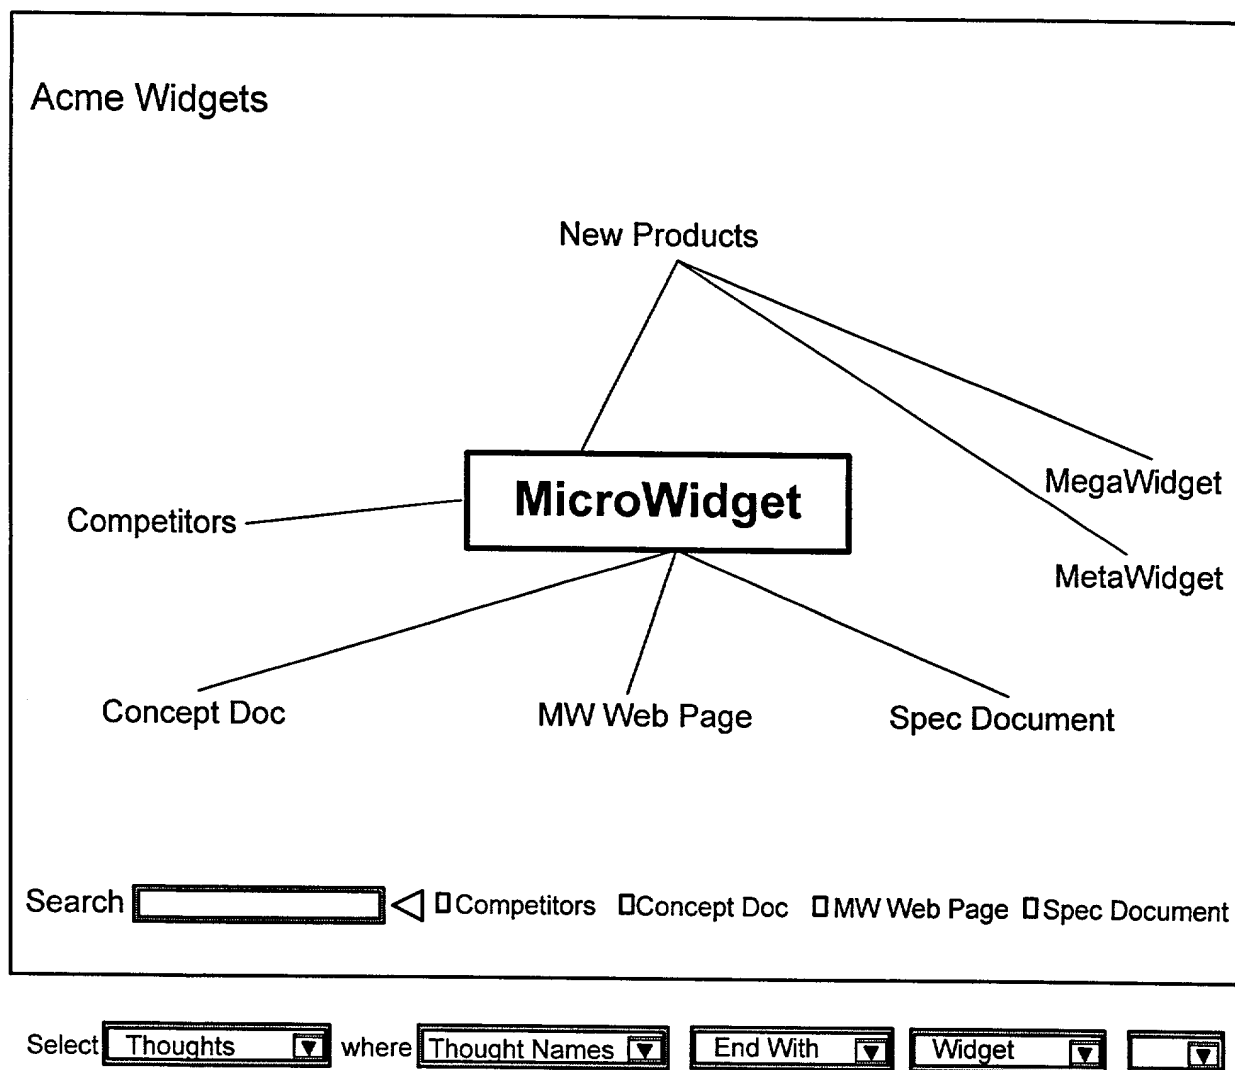 Acme Widgets
New Products
MegaWidget
MicroWidget
Competitors
MetaWidget
Concept Doc
MW Web Page
Spec Document
Search Competitors Concept Doc MW Web Page Spec Document
Select Thoughts where Thought Names End With Widget